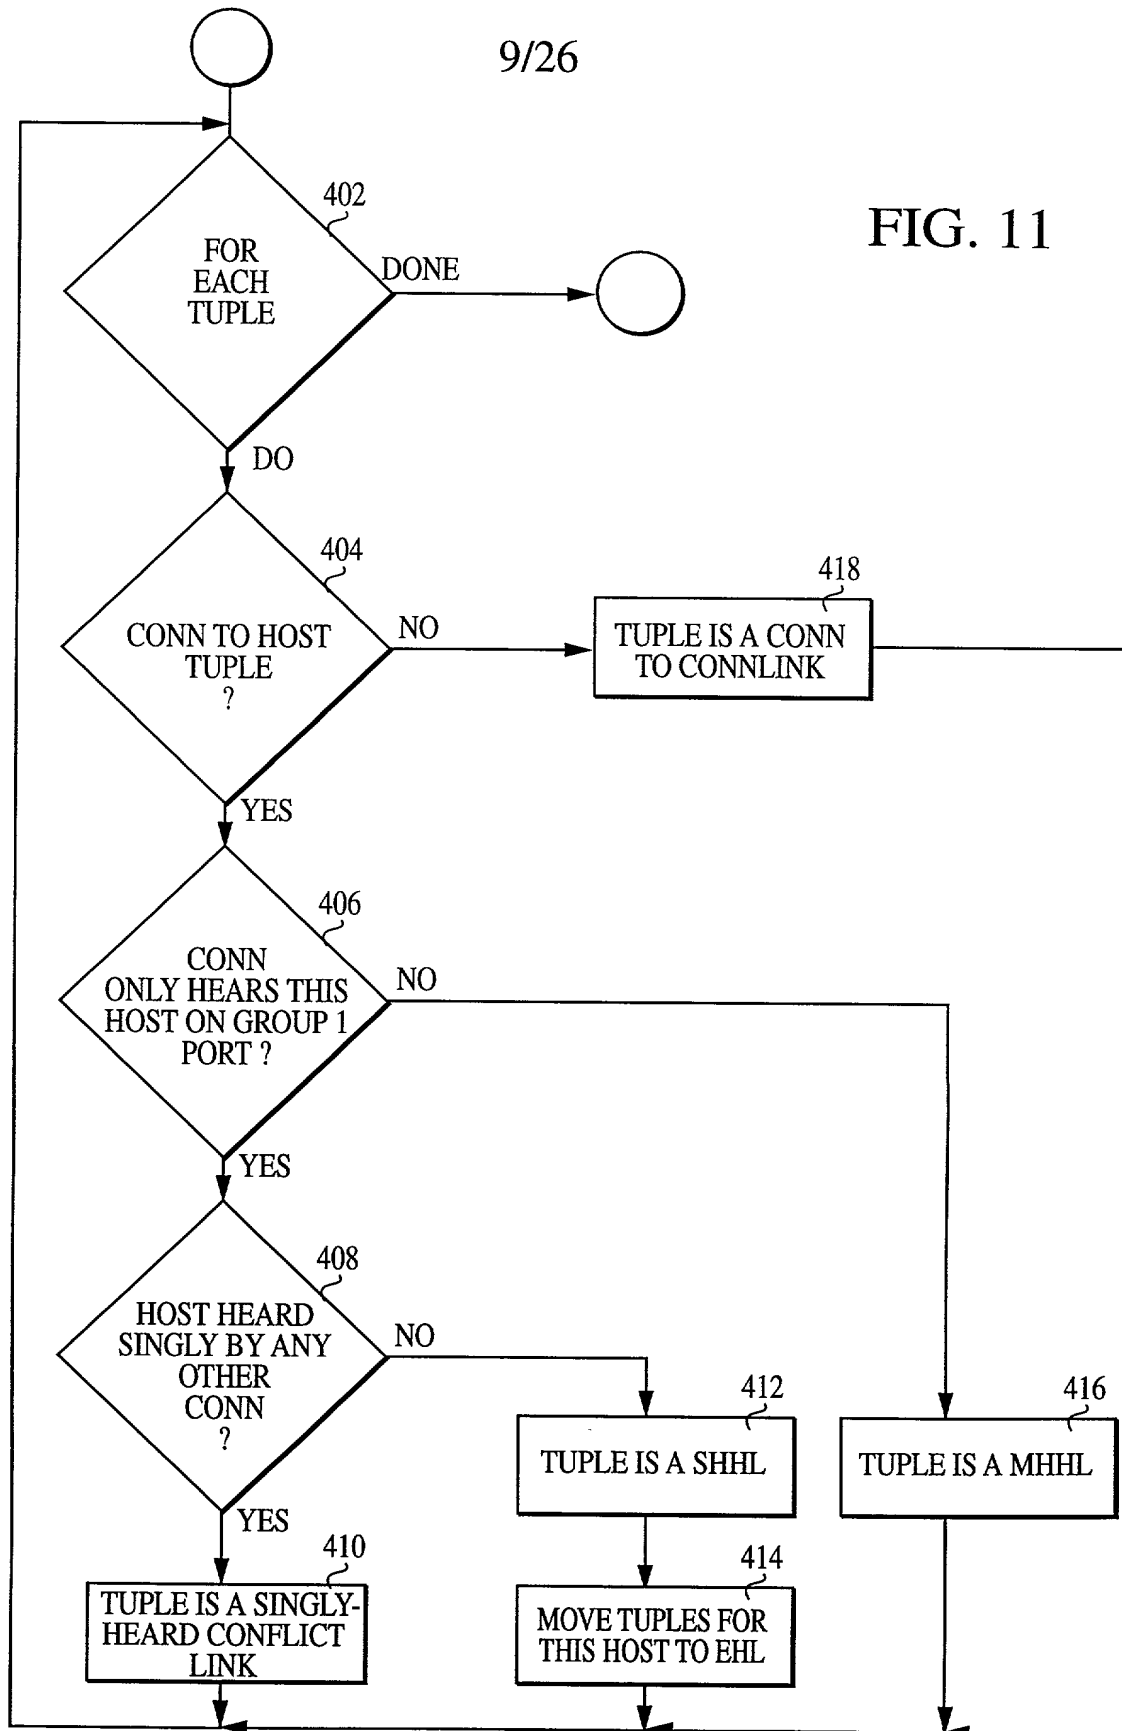 9/26
FIG. 11
402
FOR
EACH
TUPLE
DONE
DO
404
CONN TO HOST
TUPLE
?
NO
418
TUPLE IS A CONN
TO CONNLINK
YES
406
CONN
ONLY HEARS THIS
HOST ON GROUP 1
PORT ?
NO
YES
408
HOST HEARD
SINGLY BY ANY
OTHER
CONN
?
NO
412
TUPLE IS A SHHL
416
TUPLE IS A MHHL
YES
410
TUPLE IS A SINGLY-
HEARD CONFLICT
LINK
414
MOVE TUPLES FOR
THIS HOST TO EHL